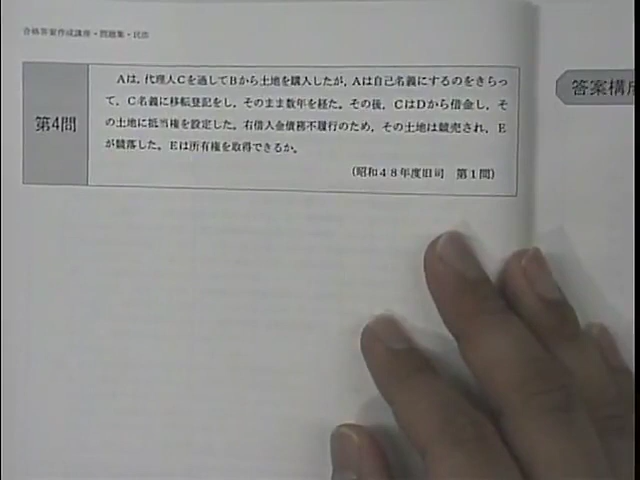 合格答案作成講座・問題集・民法
第4問
Aは，代理人Cを通してBから土地を購入したが，Aは自己名義にするのをきらっ
て，C名義に移転登記をし，そのまま数年を経た。その後，CはDから借金し，そ
の土地に抵当権を設定した。右借入金債務不履行のため，その土地は競売され，E
が競落した。Eは所有権を取得できるか。
（昭和４８年度旧司　第１問）
答案構成